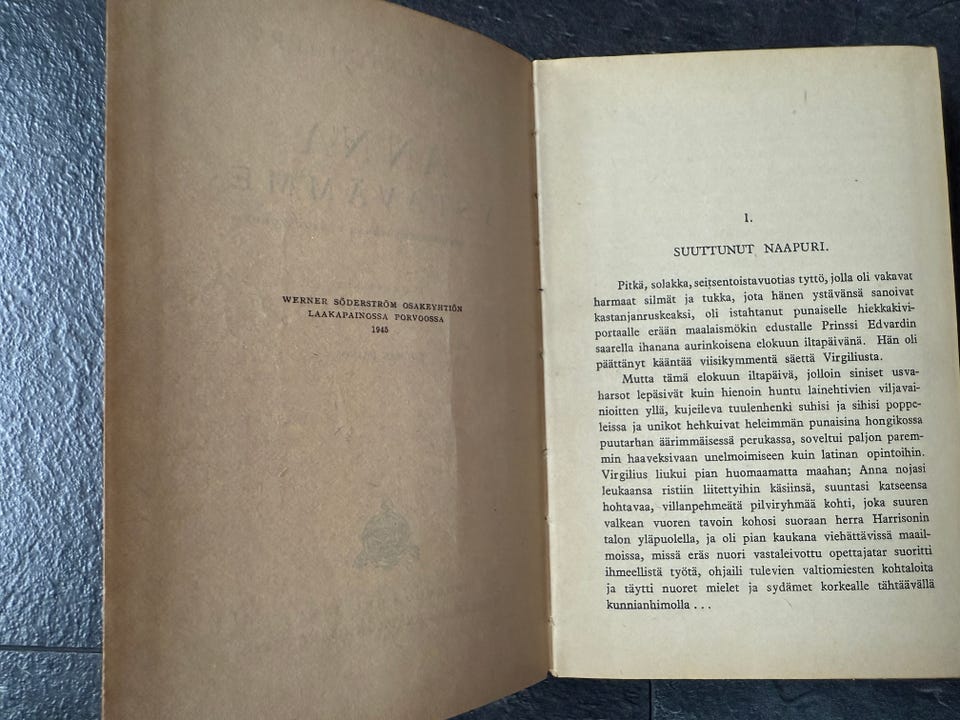 WERNER SÖDERSTRÖM OSAKEYHTIÖN
LAAKAPAINOSSA PORVOOSSA
1945
1.
SUUTTUNUT NAAPURI.
Pitkä, solakka, seitsentoistavuotias tyttö, jolla oli vakavat
harmaat silmät ja tukka, jota hänen ystävänsä sanoivat
kastanjanruskeaksi, oli istahtanut punaiselle hiekkakivi-
portaalle erään maalaismökin edustalle Prinssi Edvardin
saarella ihanana aurinkoisena elokuun iltapäivänä. Hän oli
päättänyt kääntää viisikymmentä säettä Virgiliusta.
Mutta tämä elokuun iltapäivä, jolloin siniset usva-
harsot lepäsivät kuin hienoin huntu lainehtivien viljavai-
nioitten yllä, kujeileva tuulenhenki suhisi ja sihisi poppe-
leissa ja unikot hehkuivat heleimmän punaisina hongikossa
puutarhan äärimmäisessä perukassa, soveltui paljon parem-
min haaveksivaan unelmoimiseen kuin latinan opintoihin.
Virgilius liukui pian huomaamatta maahan; Anna nojasi
leukaansa ristiin liitettyihin käsiinsä, suuntasi katseensa
hohtavaa, villanpehmeätä pilviryhmää kohti, joka suuren
valkean vuoren tavoin kohosi suoraan herra Harrisonin
talon yläpuolella, ja oli pian kaukana viehättävissä maail-
moissa, missä eräs nuori vastaleivottu opettajatar suoritti
ihmeellistä työtä, ohjaili tulevien valtiomiesten kohtaloita
ja täytti nuoret mielet ja sydämet korkealle tähtäävällä
kunnianhimolla ...